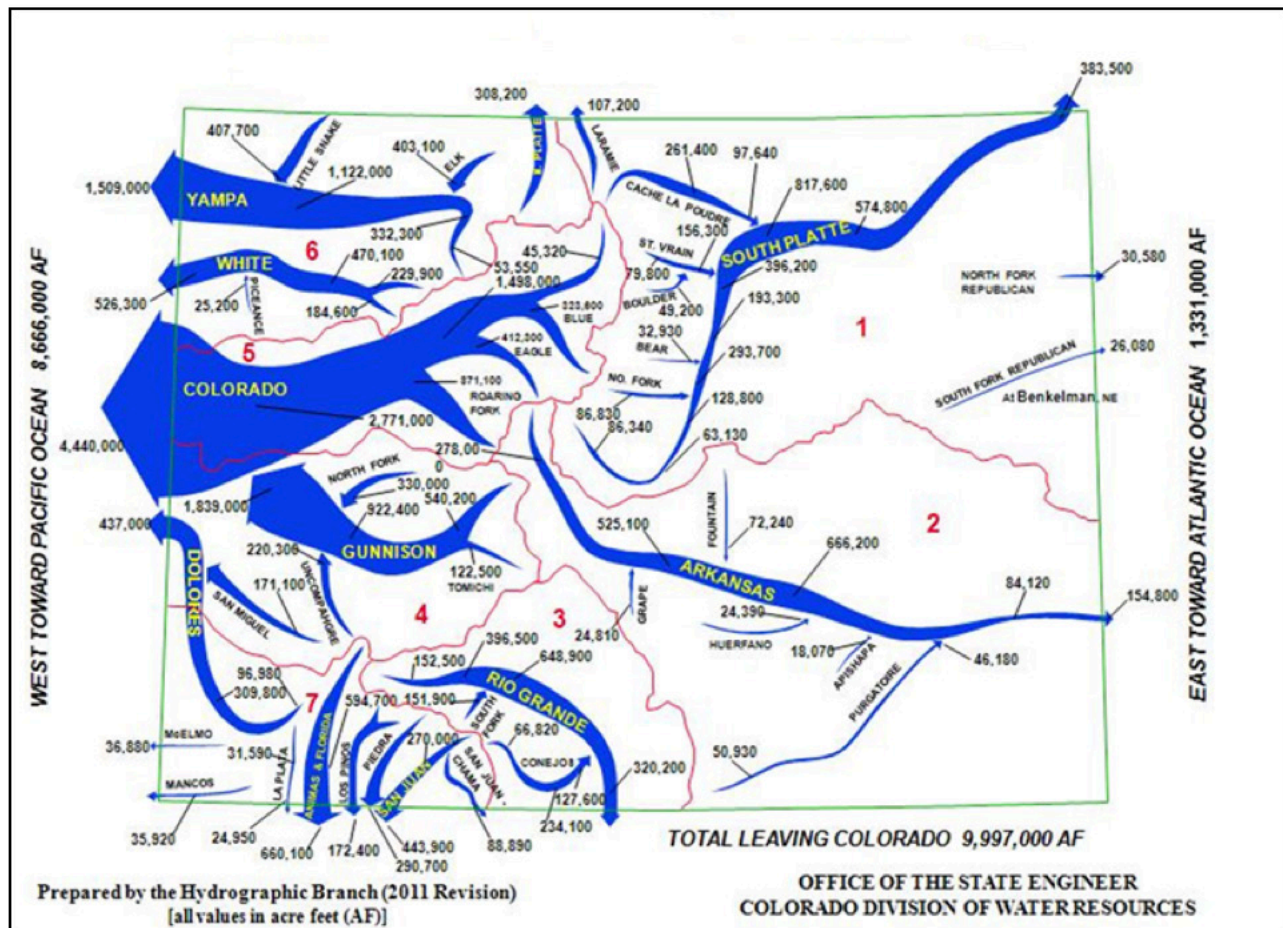 383,500
308,200
107,200
407,700
LITTLE SNAKE
403,100
ELK
N. PLATTE
LARAMIE
261,400
97,640
1,122,000
817,600
1,509,000
YAMPA
CACHE LA POUDRE
574,800
156,300
332,300
ST. VRAIN
SOUTH PLATTE
6
45,320
470,100
WHITE
229,900
53,550
79,800
396,200
1,498,000
BOULDER
NORTH FORK
REPUBLICAN
30,580
526,300
25,200
PICEANCE
184,600
323,600
BLUE
49,200
193,300
32,930
BEAR
1
5
412,300
EAGLE
293,700
26,080
SOUTH FORK REPUBLICAN
NO. FORK
COLORADO
871,100
ROARING
FORK
128,800
At Benkelman, NE
2,771,000
86,830
86,340
4,440,000
278,00
0
63,130
NORTH FORK
330,000
1,839,000
540,200
922,400
437,000
525,100
FOUNTAIN
72,240
2
GUNNISON
220,300
666,200
ARKANSAS
DOLORES
171,100
UNCOMPAHGRE
122,500
TOMICHI
84,120
154,800
SAN MIGUEL
4
3
GRAPE
24,390
396,500
24,810
HUERFANO
18,070
APISHAPA
46,180
152,500
648,900
96,980
309,800
7
594,700
151,900
RIO GRANDE
PURGATOIRE
SOUTH
FORK
McELMO
36,880
31,590
PIEDRA
270,000
66,820
50,930
LA PLATA
ANIMAS & FLORIDA
LOS PINOS
SAN JUAN
SAN JUAN -
CHAMA
CONEJOS
MANCOS
127,600
320,200
35,920
24,950
660,100
172,400
443,900
290,700
88,890
234,100
WEST TOWARD PACIFIC OCEAN 8,666,000 AF
EAST TOWARD ATLANTIC OCEAN 1,331,000 AF
TOTAL LEAVING COLORADO 9,997,000 AF
Prepared by the Hydrographic Branch (2011 Revision)
[all values in acre feet (AF)]
OFFICE OF THE STATE ENGINEER
COLORADO DIVISION OF WATER RESOURCES